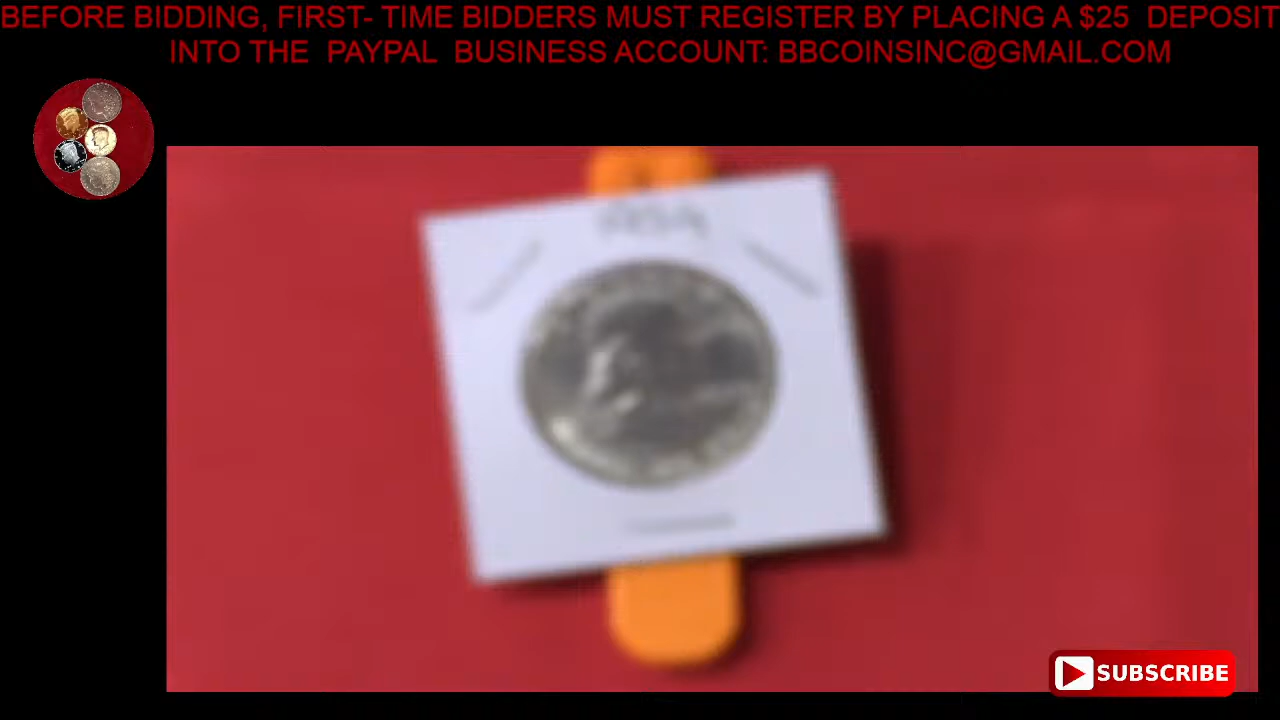 BEFORE BIDDING, FIRST- TIME BIDDERS MUST REGISTER BY PLACING A $25 DEPOSIT
INTO THE PAYPAL BUSINESS ACCOUNT: BBCOINSINC@GMAIL.COM
SUBSCRIBE